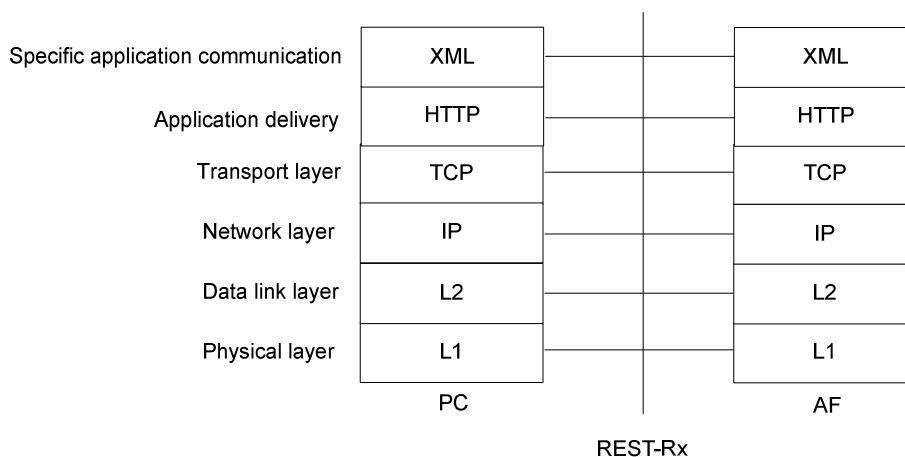 Specific application communication XML XML
Application delivery HTTP HTTP
Transport layer TCP TCP
Network layer IP IP
Data link layer L2 L2
Physical layer L1 L1
PC AF
REST-Rx